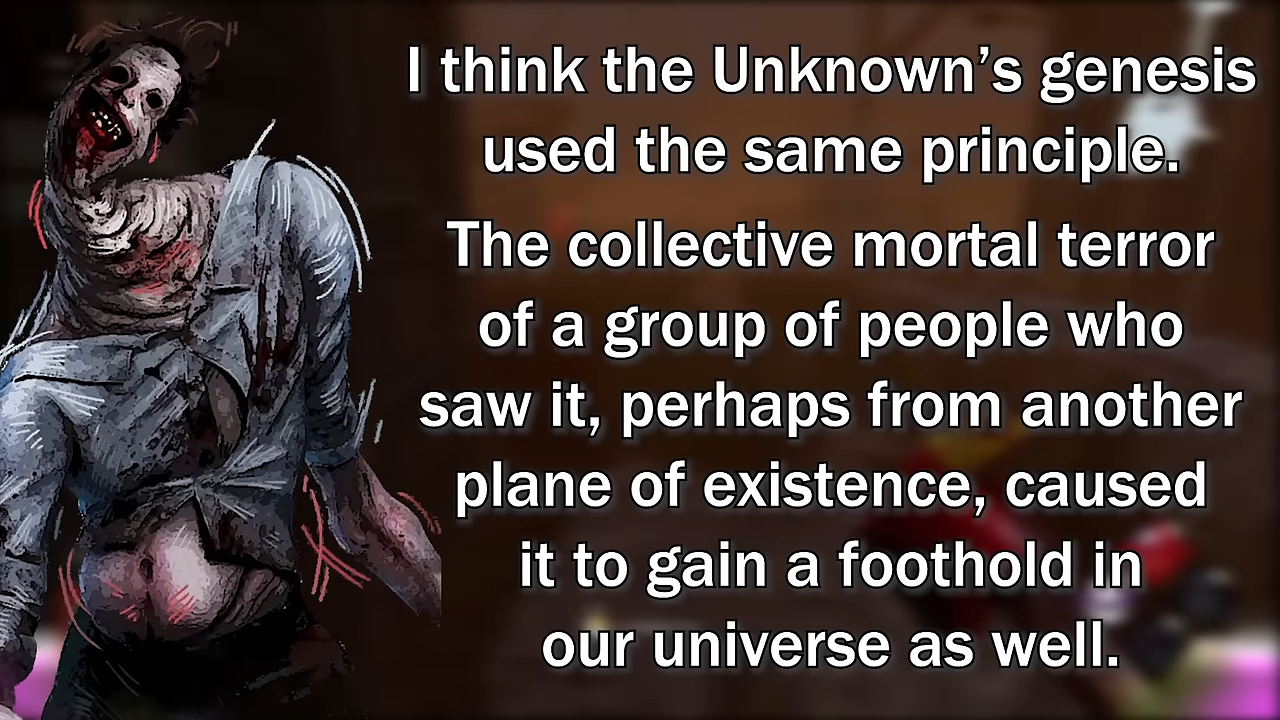 I think the Unknown’s genesis
used the same principle.
The collective mortal terror
of a group of people who
saw it, perhaps from another
plane of existence, caused
it to gain a foothold in
our universe as well.